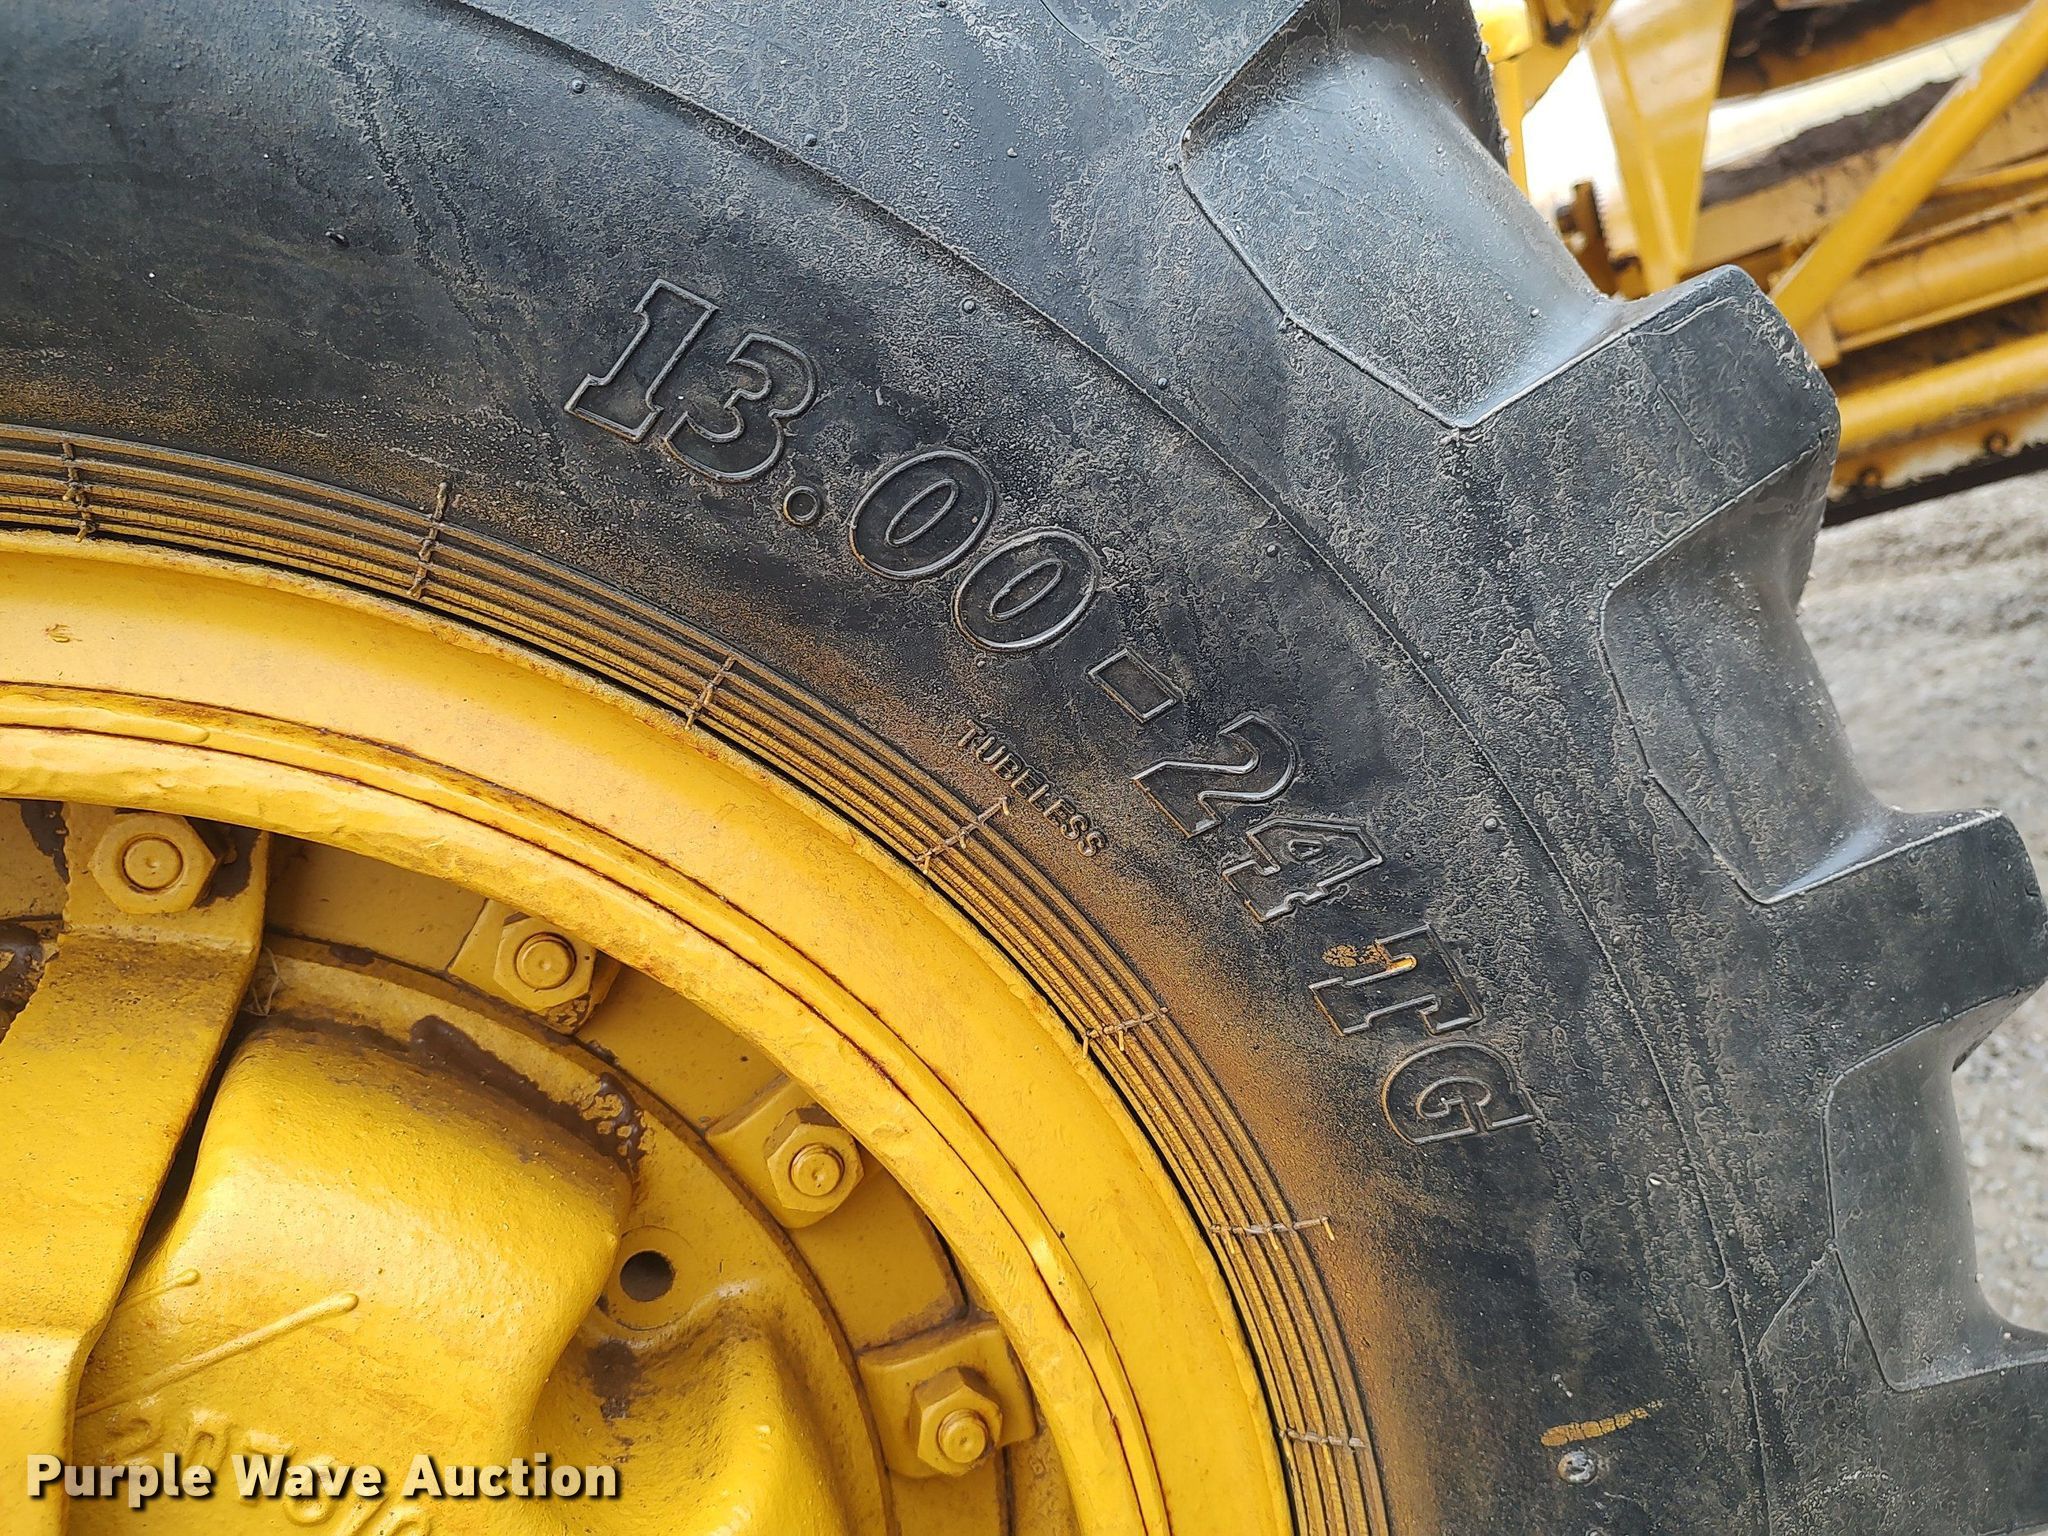 13.00-24 TG
TUBELESS
Purple Wave Auction